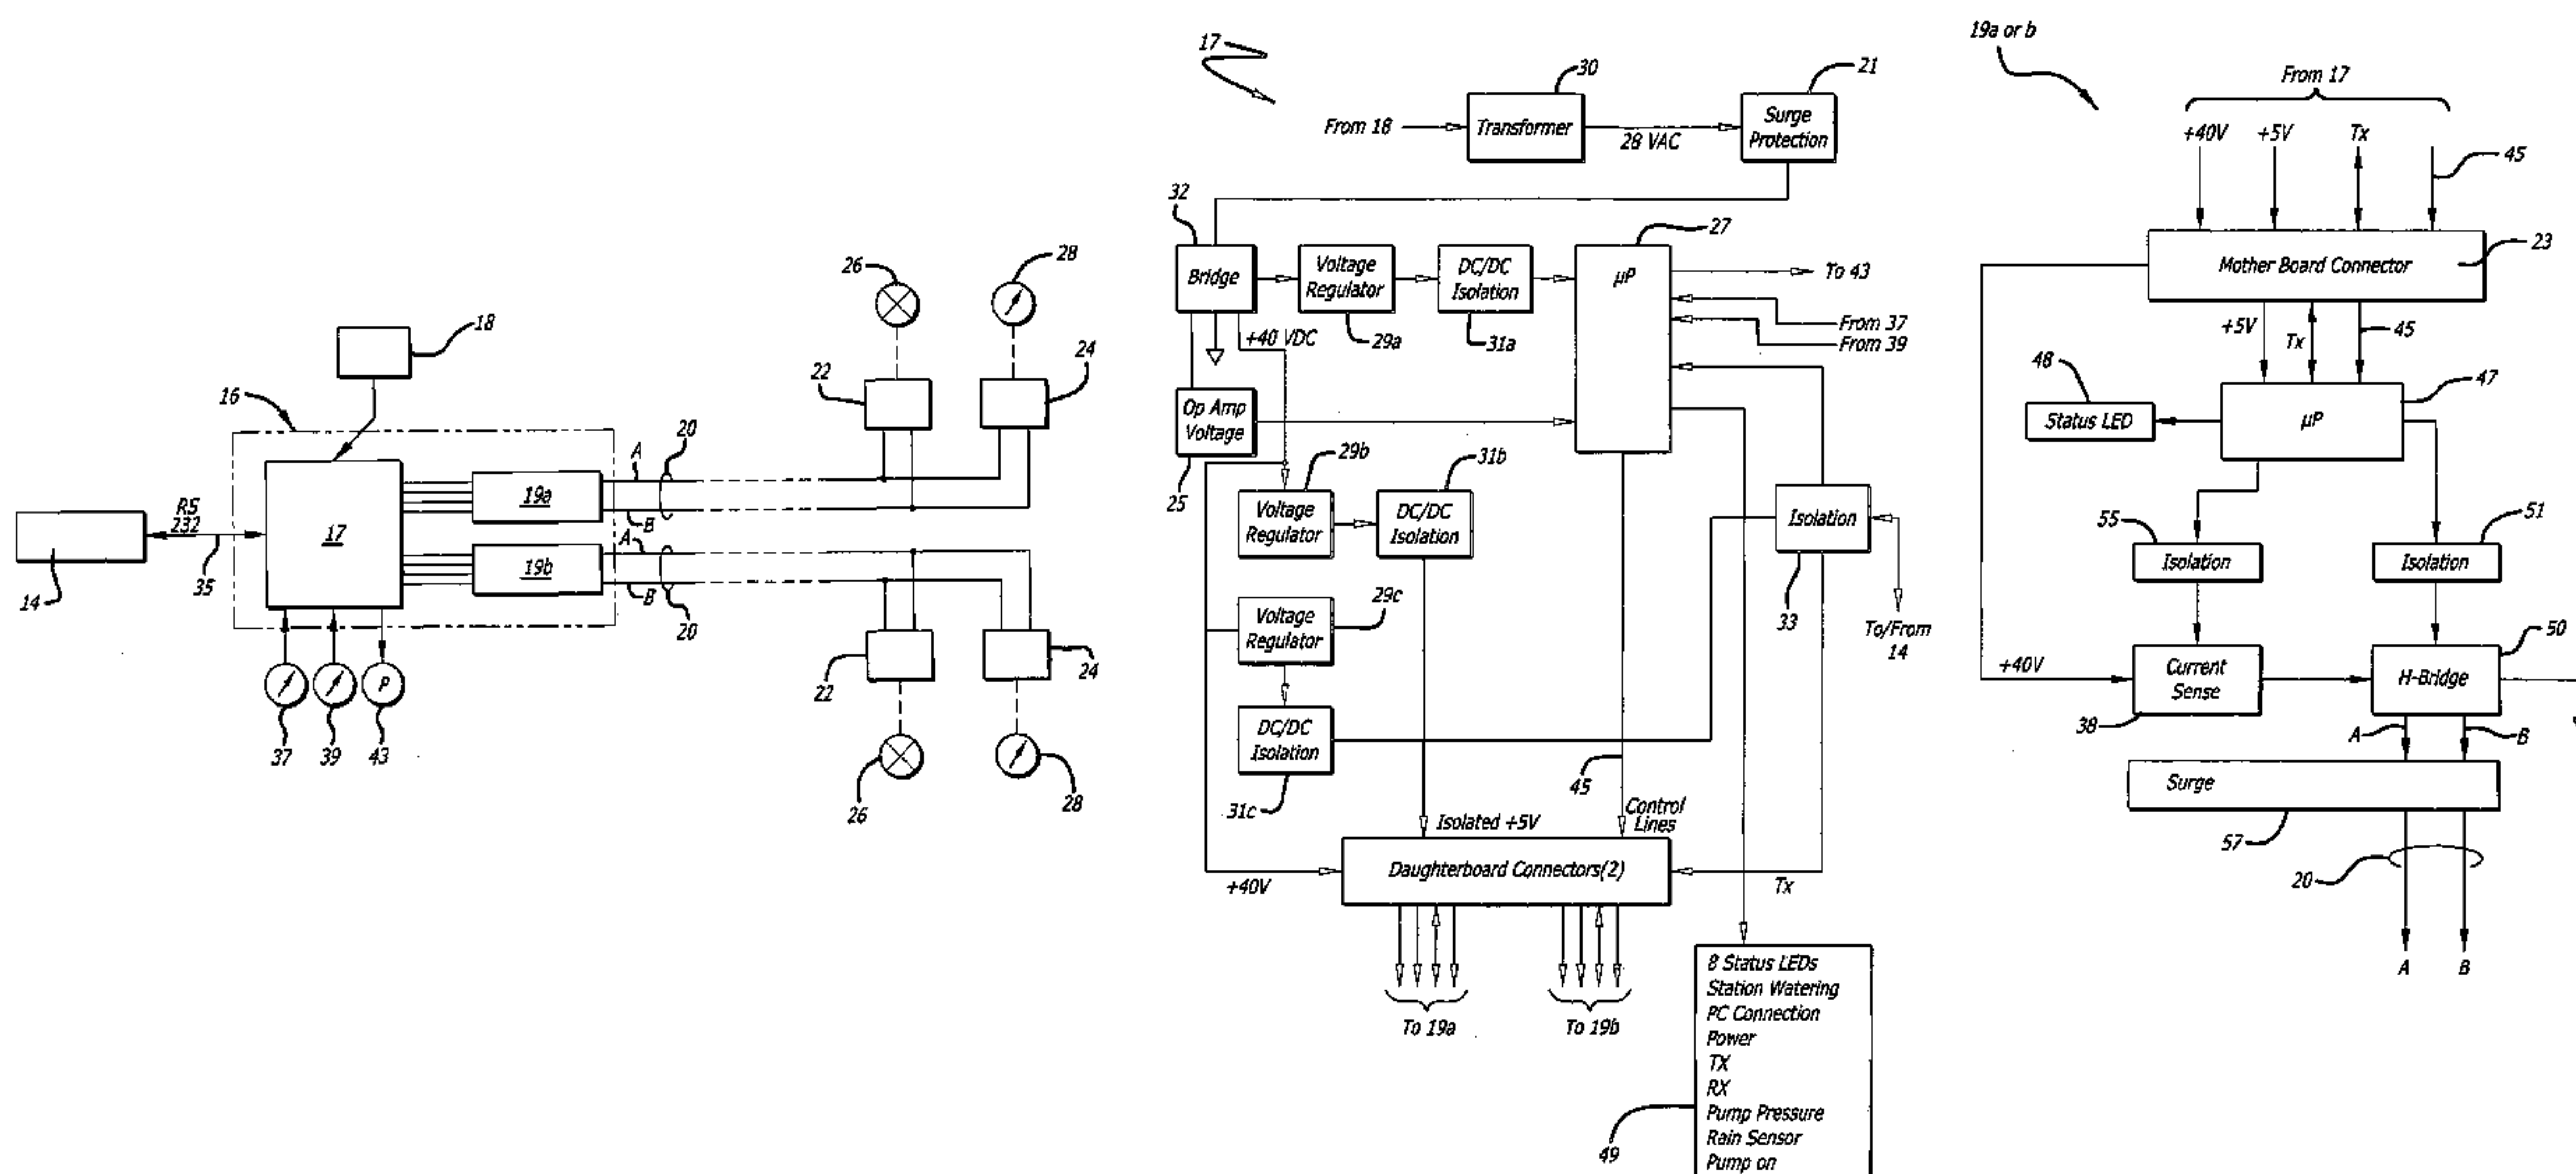 18
16
14
RS
232
35
17
19a
19b
A
B
20
A
B
20
37
39
P
43
26
28
22
24
22
24
26
28
17
From 18
30
Transformer
28 VAC
21
Surge
Protection
32
Bridge
+40 VDC
Voltage
Regulator
29a
DC/DC
Isolation
31a
27
µP
To 43
From 37
From 39
Op Amp
Voltage
25
29b
Voltage
Regulator
31b
DC/DC
Isolation
Isolation
33
To/From
14
29c
Voltage
Regulator
DC/DC
Isolation
31c
45
Isolated +5V
Control
Lines
+40V
Daughterboard Connectors(2)
Tx
To 19a
To 19b
8 Status LEDs
Station Watering
PC Connection
Power
TX
RX
Pump Pressure
Rain Sensor
Pump on
49
19a or b
From 17
+40V
+5V
Tx
45
Mother Board Connector
23
+5V
Tx
45
48
Status LED
47
µP
55
Isolation
51
Isolation
+40V
Current
Sense
38
50
H-Bridge
A
B
Surge
57
20
A
B